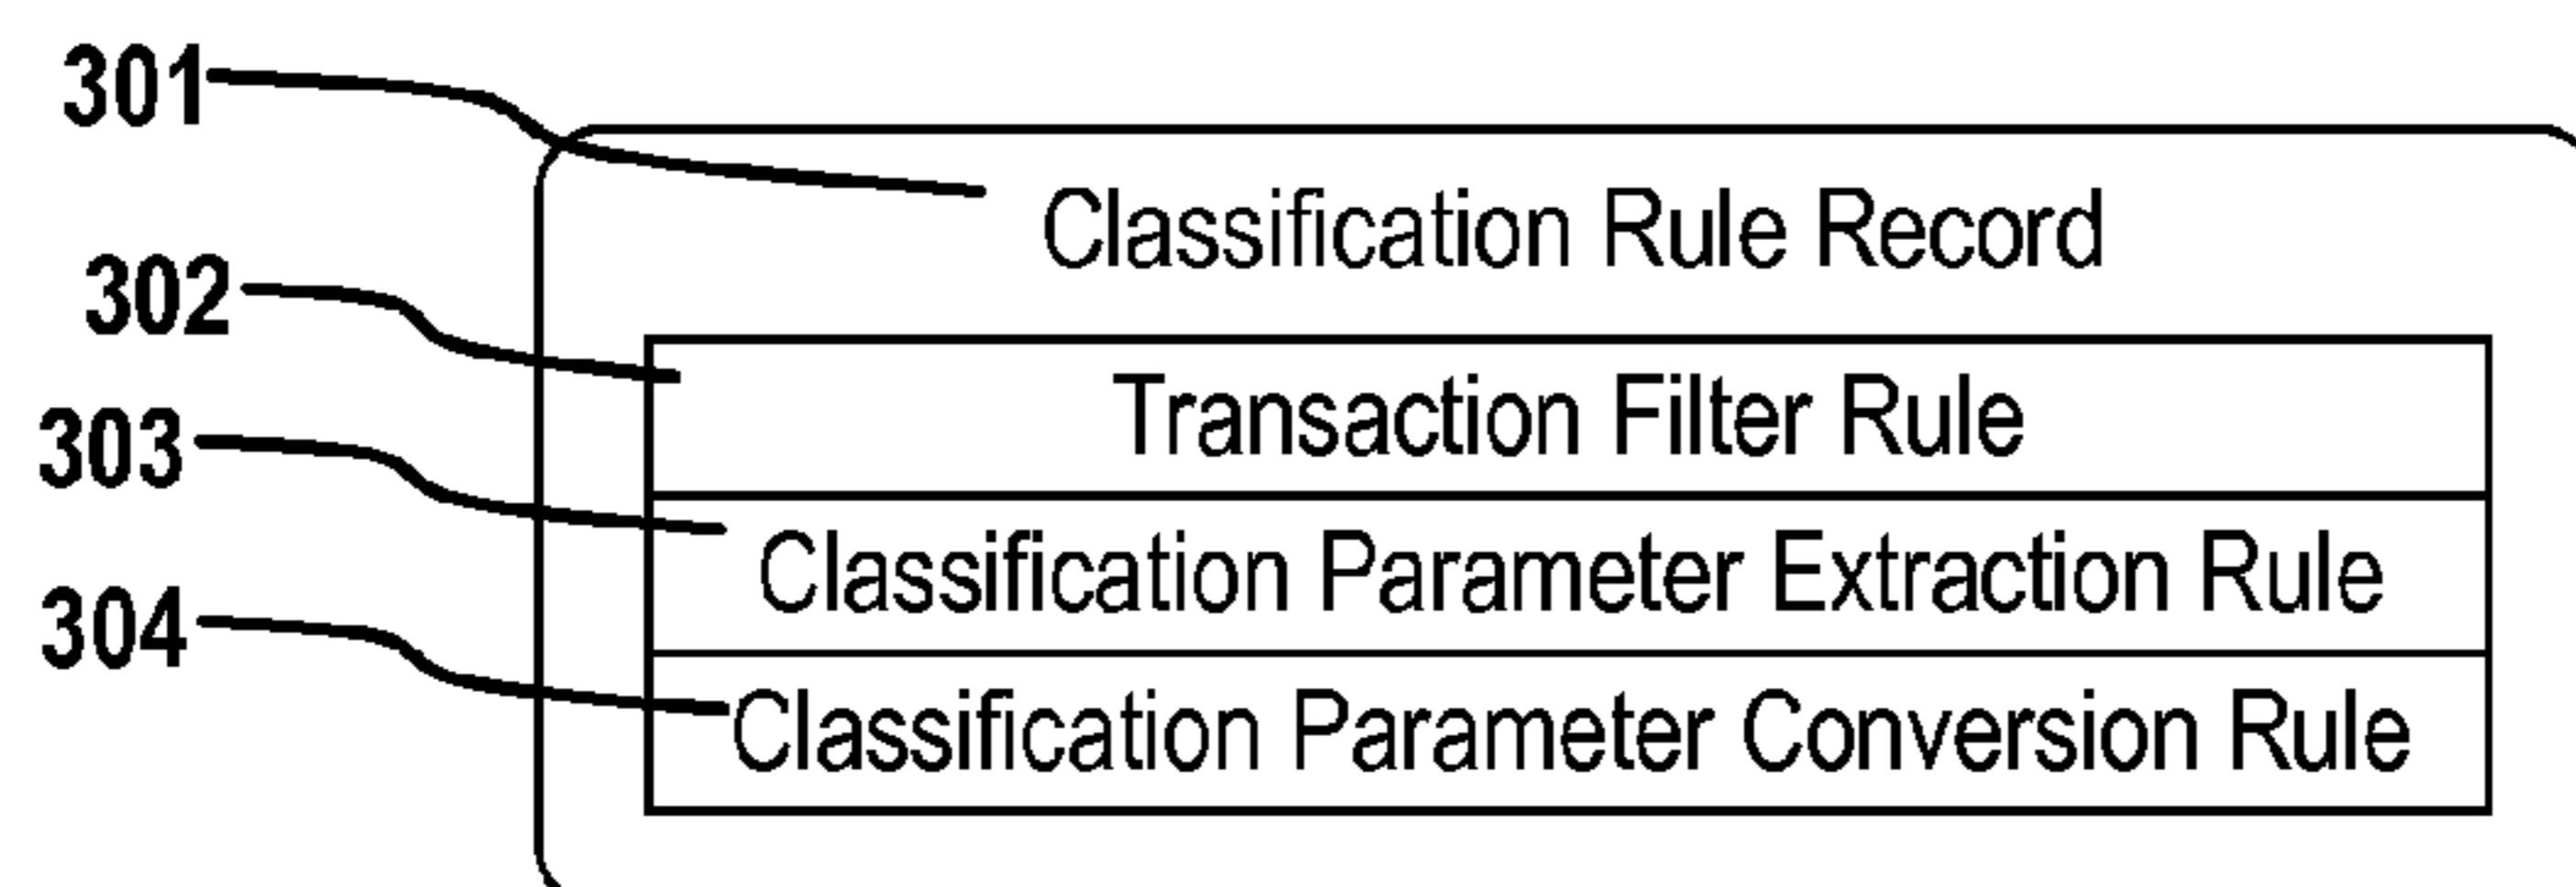 301
Classification Rule Record
302
Transaction Filter Rule
303
Classification Parameter Extraction Rule
304
Classification Parameter Conversion Rule